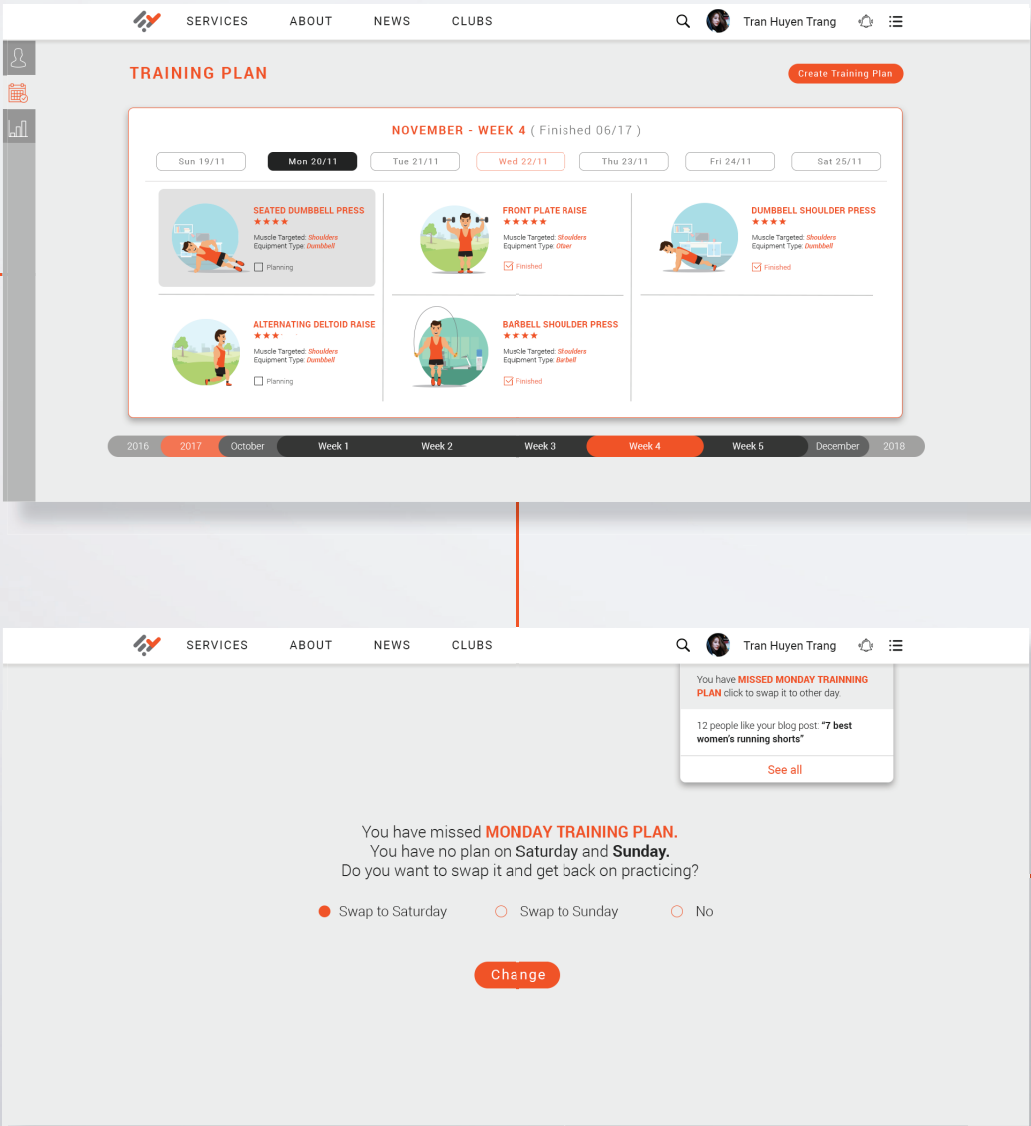 SERVICES ABOUT NEWS CLUBS Tran Huyen Trang
TRAINING PLAN Create Training Plan
NOVEMBER - WEEK 4 ( Finished 06/17 )
Sun 19/11 Mon 20/11 Tue 21/11 Wed 22/11 Thu 23/11 Fri 24/11 Sat 25/11
SEATED DUMBBELL PRESS
Muscle Targeted: Shoulders
Equipment Type: Dumbbell
Planning
FRONT PLATE RAISE
Muscle Targeted: Shoulders
Equipment Type: Other
Finished
DUMBBELL SHOULDER PRESS
Muscle Targeted: Shoulders
Equipment Type: Dumbbell
Finished
ALTERNATING DELTOID RAISE
Muscle Targeted: Shoulders
Equipment Type: Dumbbell
Planning
BARBELL SHOULDER PRESS
Muscle Targeted: Shoulders
Equipment Type: Barbell
Finished
2016 2017 October Week 1 Week 2 Week 3 Week 4 Week 5 December 2018
SERVICES ABOUT NEWS CLUBS Tran Huyen Trang
You have MISSED MONDAY TRAINNING
PLAN click to swap it to other day.
12 people like your blog post: “7 best
women’s running shorts”
See all
You have missed MONDAY TRAINING PLAN.
You have no plan on Saturday and Sunday.
Do you want to swap it and get back on practicing?
Swap to Saturday Swap to Sunday No
Change